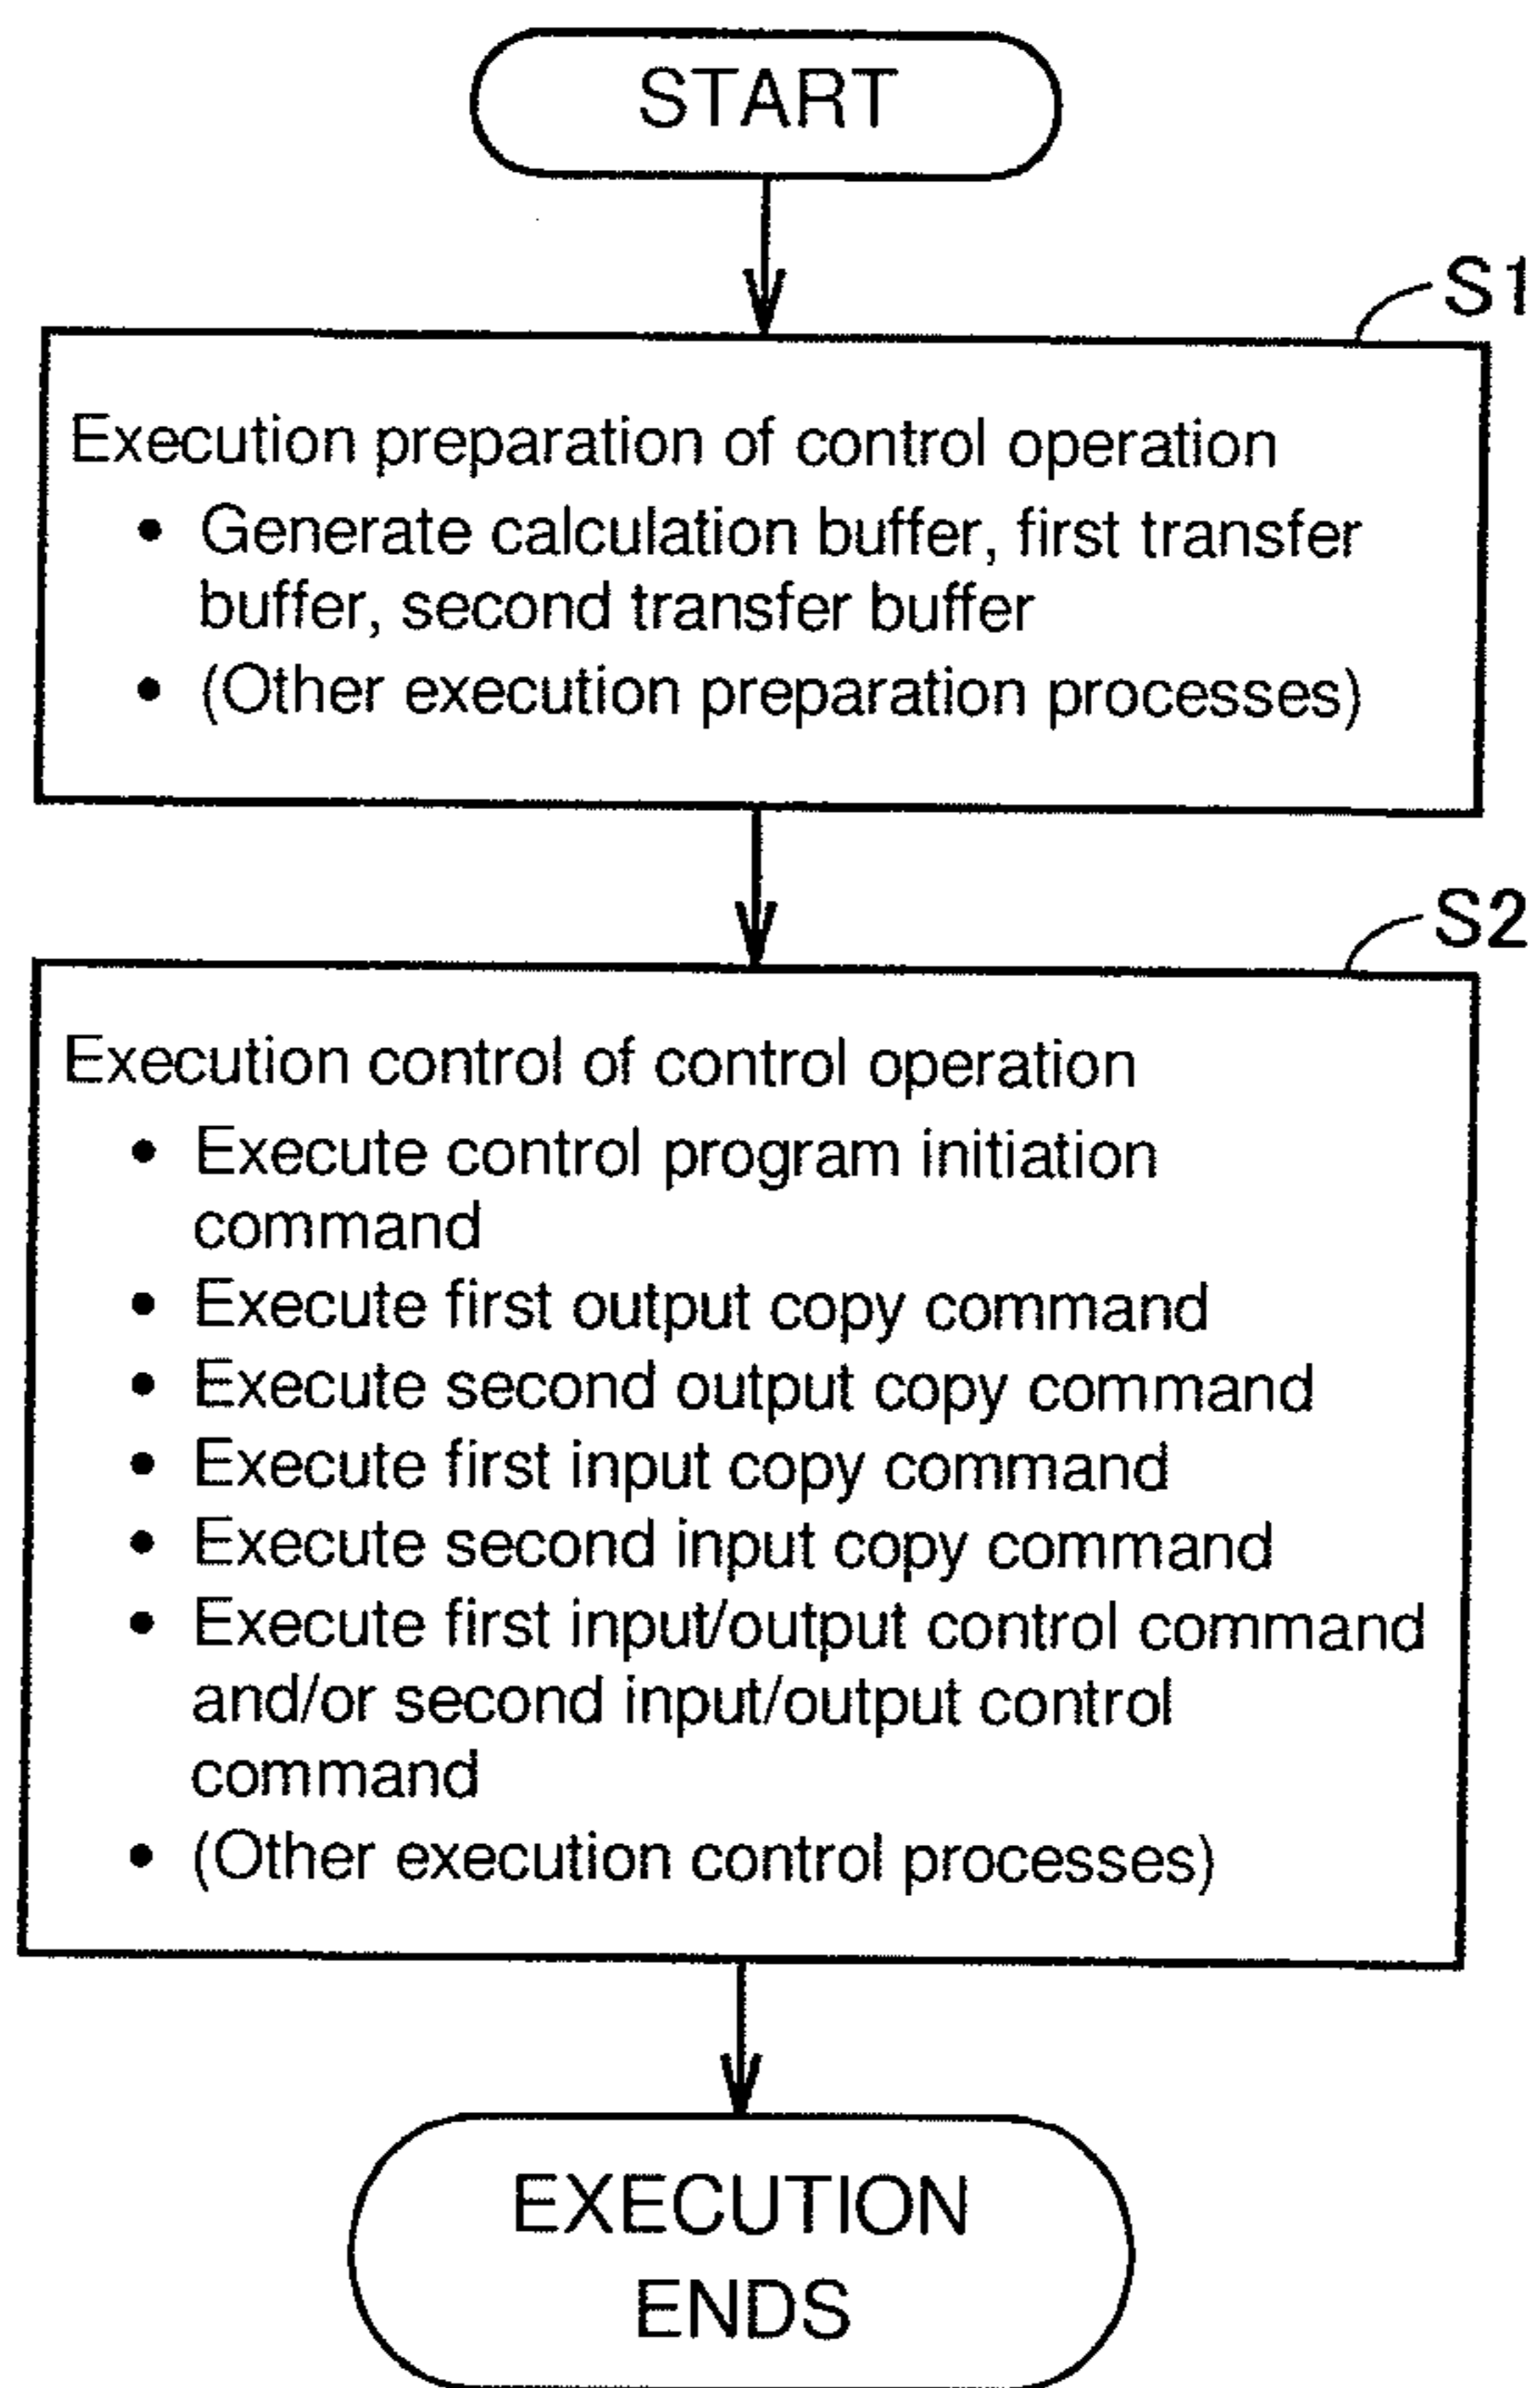 START
S1
Execution preparation of control operation
• Generate calculation buffer, first transfer
buffer, second transfer buffer
• (Other execution preparation processes)
S2
Execution control of control operation
• Execute control program initiation
command
• Execute first output copy command
• Execute second output copy command
• Execute first input copy command
• Execute second input copy command
• Execute first input/output control command
and/or second input/output control
command
• (Other execution control processes)
EXECUTION
ENDS